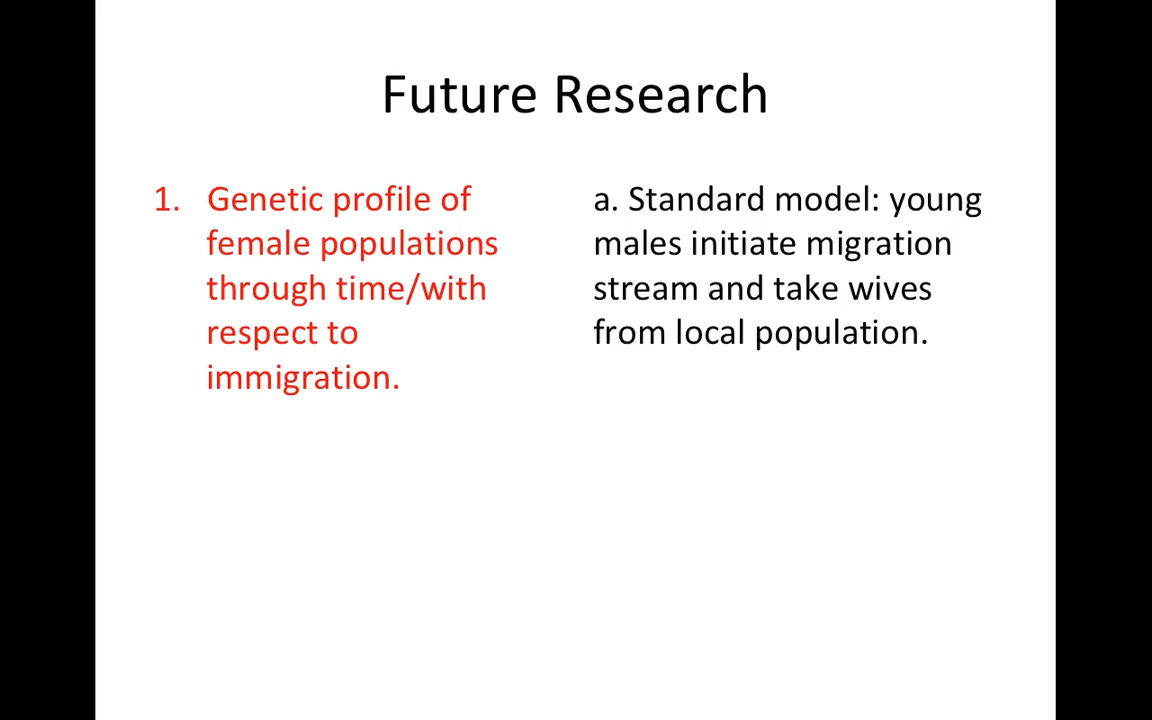 Future Research
1. Genetic profile of
female populations
through time/with
respect to
immigration.
a. Standard model: young
males initiate migration
stream and take wives
from local population.